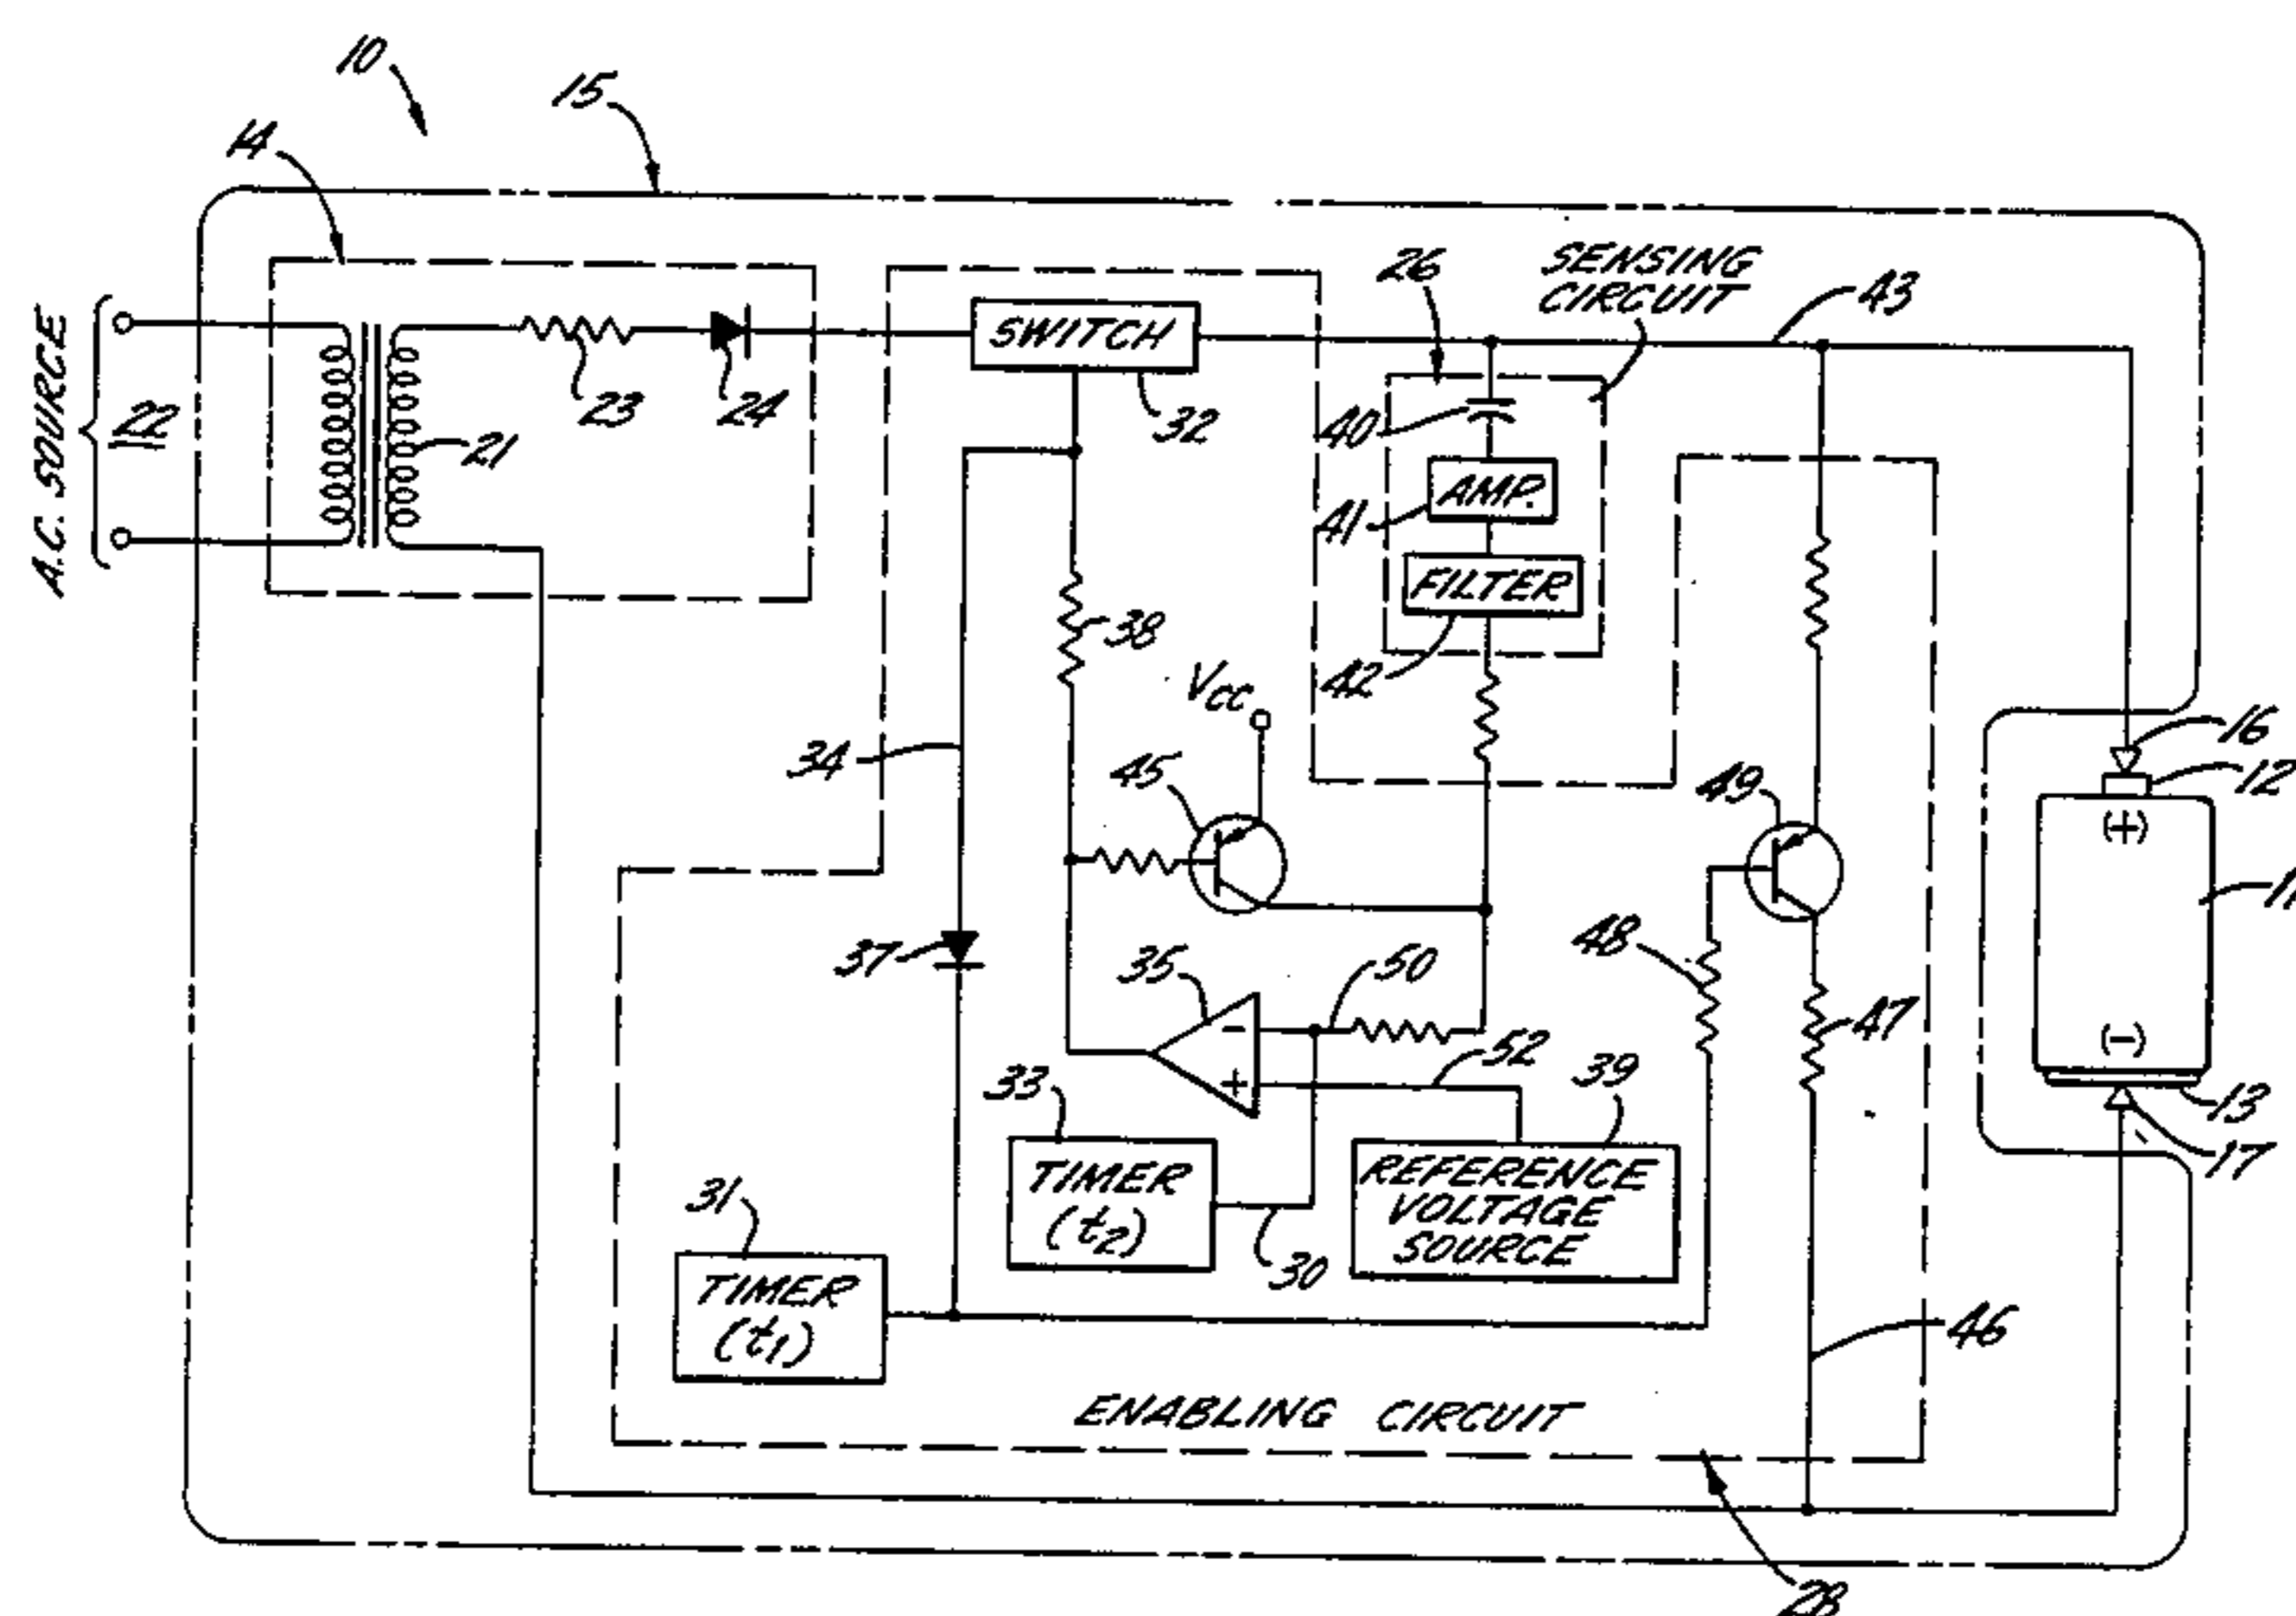 10
15
14
A.C. SOURCE
22
21
23
24
SWITCH
32
26
SENSING
CIRCUIT
43
40
AMP.
41
FILTER
42
38
VCC
34
45
49
16
12
(+)
11
37
35
50
48
47
-
+
52
39
(-)
13
17
33
TIMER
(t2)
30
REFERENCE
VOLTAGE
SOURCE
31
TIMER
(t1)
46
ENABLING CIRCUIT
28